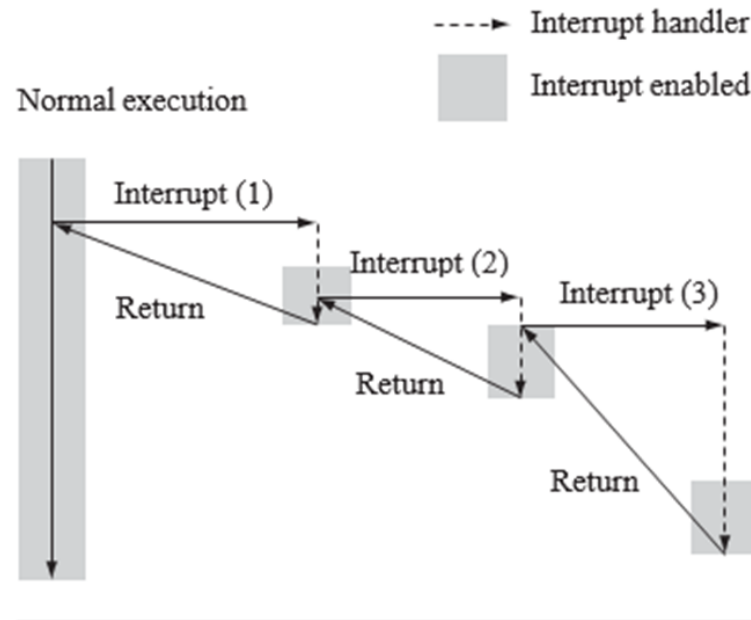 Interrupt handler
Interrupt enabled
Normal execution
Interrupt (1)
Interrupt (2)
Interrupt (3)
Return
Return
Return